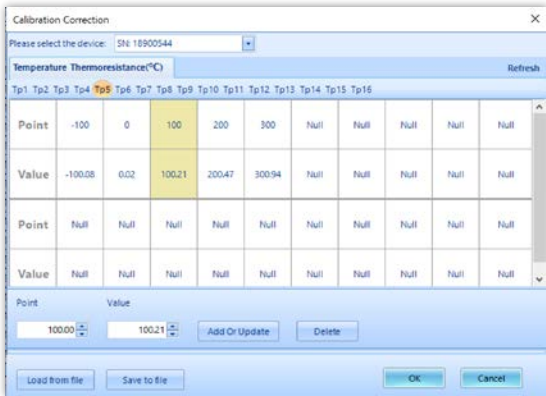 Calibration Correction
Please select the device: SN: 18900544
Temperature Thermoresistance(°C) Refresh
Tp1 Tp2 Tp3 Tp4 Tp5 Tp6 Tp7 Tp8 Tp9 Tp10 Tp11 Tp12 Tp13 Tp14 Tp15 Tp16
Point -100 0 100 200 300 Null Null Null Null
Value -100.08 0.02 100.21 200.47 300.94 Null Null Null Null
Point Null Null Null Null Null Null Null Null Null
Value Null Null Null Null Null Null Null Null Null
Point Value
100.00 100.21 Add Or Update Delete
Load from file Save to file OK Cancel